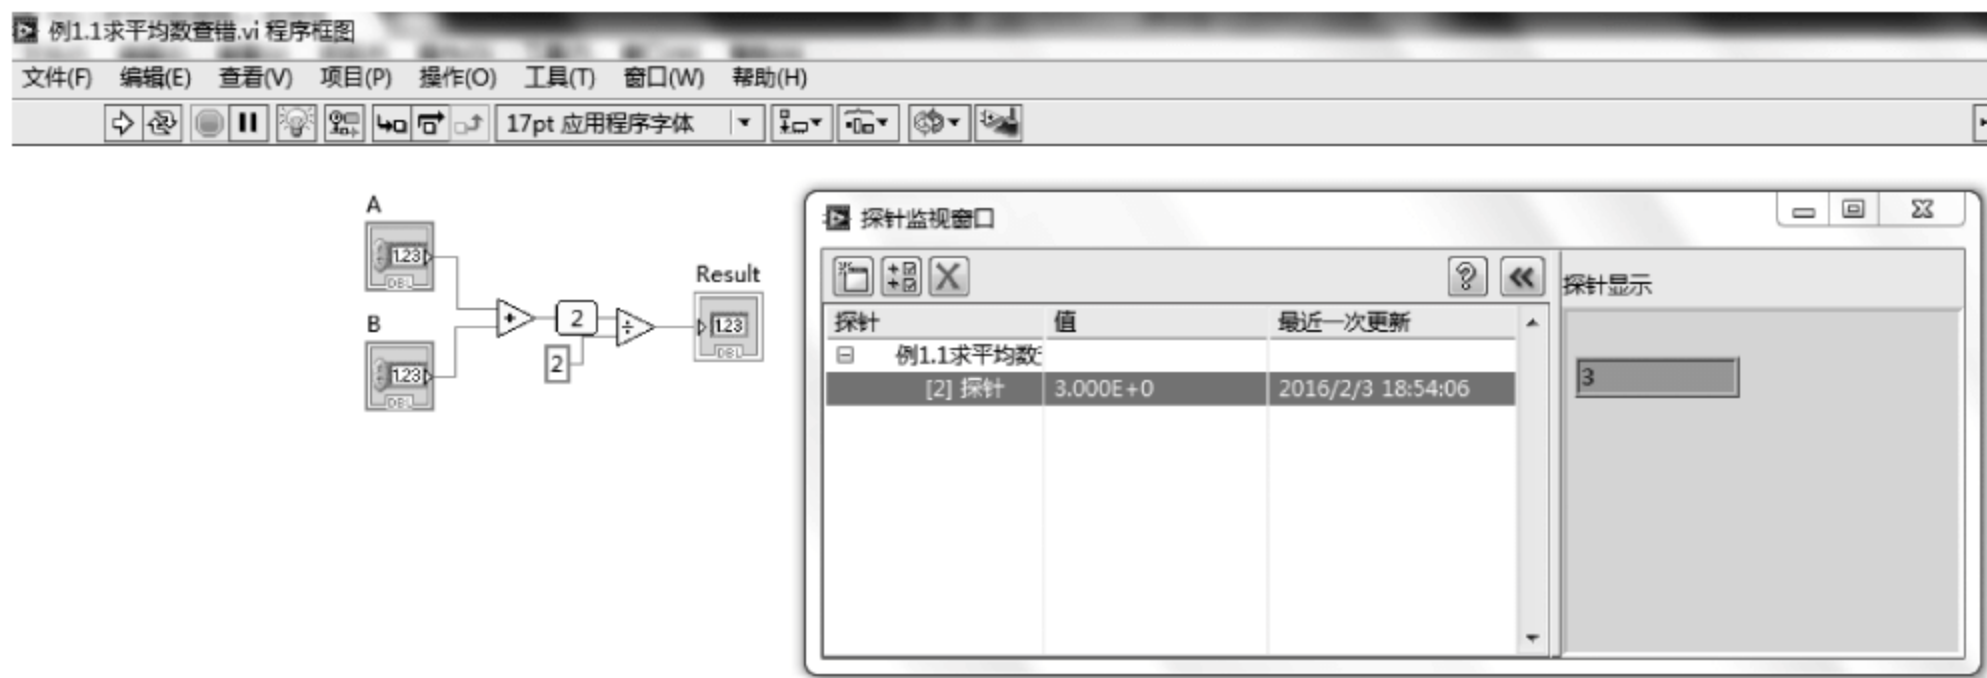 例1.1求平均数查错.vi 程序框图
文件(F) 编辑(E) 查看(V) 项目(P) 操作(O) 工具(T) 窗口(W) 帮助(H)
17pt 应用程序字体
A
1.23
DBL
B
1.23
DBL
2
2
Result
1.23
DBL
探针监视窗口
探针显示
探针 值 最近一次更新
例1.1求平均数
[2] 探针 3.000E+0 2016/2/3 18:54:06
3